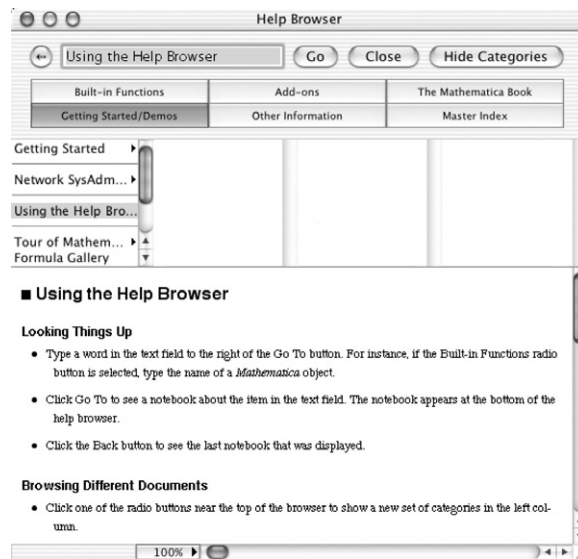 Help Browser
Using the Help Browser
Go
Close
Hide Categories
Built-in Functions
Add-ons
The Mathematica Book
Getting Started/Demos
Other Information
Master Index
Getting Started
Network SysAdm...
Using the Help Bro...
Tour of Mathem...
Formula Gallery
■ Using the Help Browser
Looking Things Up
• Type a word in the text field to the right of the Go To button. For instance, if the Built-in Functions radio
button is selected, type the name of a Mathematica object.
• Click Go To to see a notebook about the item in the text field. The notebook appears at the bottom of the
help browser.
• Click the Back button to see the last notebook that was displayed.
Browsing Different Documents
• Click one of the radio buttons near the top of the browser to show a new set of categories in the left col-
umn.
100%